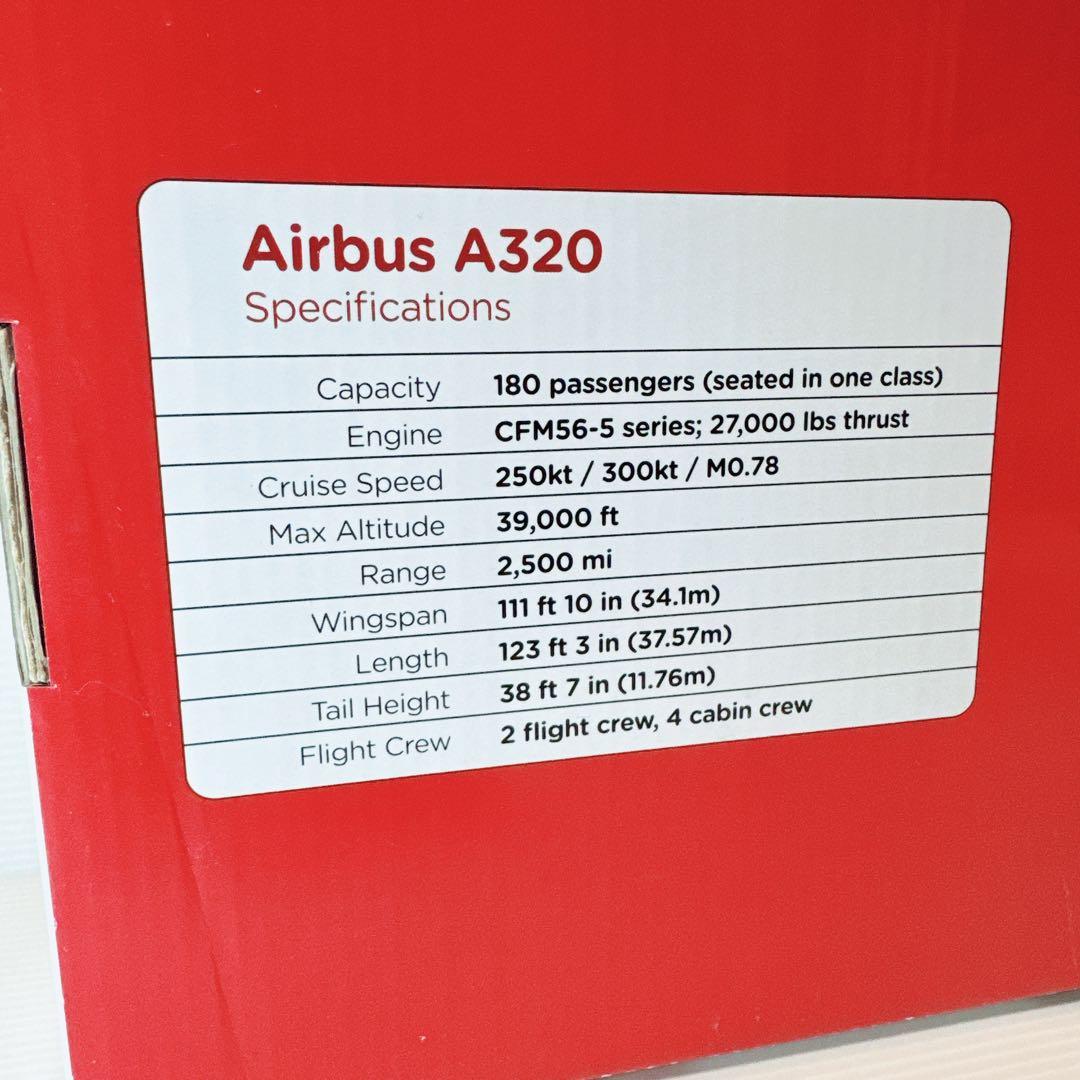 Airbus A320
Specifications
Capacity 180 passengers (seated in one class)
Engine CFM56-5 series; 27,000 lbs thrust
Cruise Speed 250kt / 300kt / M0.78
Max Altitude 39,000 ft
Range 2,500 mi
Wingspan 111 ft 10 in (34.1m)
Length 123 ft 3 in (37.57m)
Tail Height 38 ft 7 in (11.76m)
Flight Crew 2 flight crew, 4 cabin crew